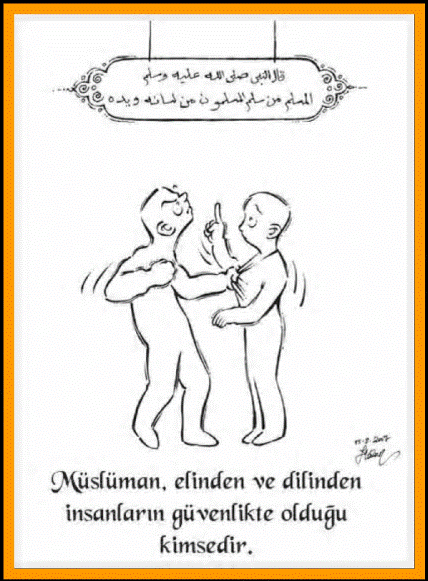 قال النبى صلى الله عليه وسلم
المسلم من سلم المسلمون من لسانه ويده
Müslüman, elinden ve dilinden
insanların güvenlikte olduğu
kimsedir.